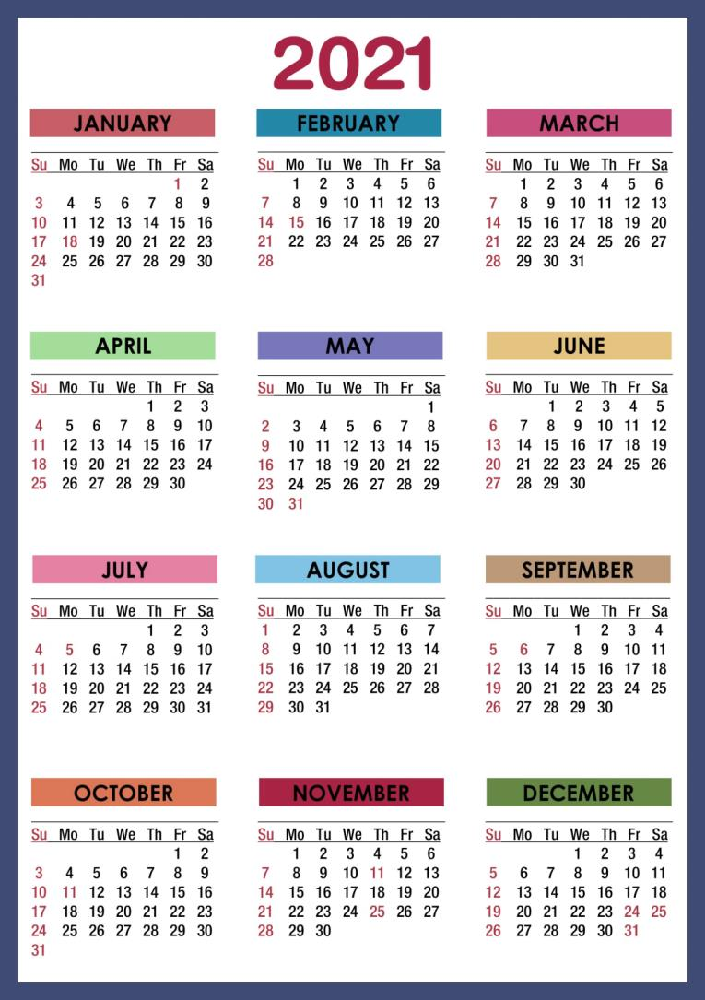 2021
JANUARY
Su Mo Tu We Th Fr Sa
1 2
3 4 5 6 7 8 9
10 11 12 13 14 15 16
17 18 19 20 21 22 23
24 25 26 27 28 29 30
31
FEBRUARY
Su Mo Tu We Th Fr Sa
1 2 3 4 5 6
7 8 9 10 11 12 13
14 15 16 17 18 19 20
21 22 23 24 25 26 27
28
MARCH
Su Mo Tu We Th Fr Sa
1 2 3 4 5 6
7 8 9 10 11 12 13
14 15 16 17 18 19 20
21 22 23 24 25 26 27
28 29 30 31
APRIL
Su Mo Tu We Th Fr Sa
1 2 3
4 5 6 7 8 9 10
11 12 13 14 15 16 17
18 19 20 21 22 23 24
25 26 27 28 29 30
MAY
Su Mo Tu We Th Fr Sa
1
2 3 4 5 6 7 8
9 10 11 12 13 14 15
16 17 18 19 20 21 22
23 24 25 26 27 28 29
30 31
JUNE
Su Mo Tu We Th Fr Sa
1 2 3 4 5
6 7 8 9 10 11 12
13 14 15 16 17 18 19
20 21 22 23 24 25 26
27 28 29 30
JULY
Su Mo Tu We Th Fr Sa
1 2 3
4 5 6 7 8 9 10
11 12 13 14 15 16 17
18 19 20 21 22 23 24
25 26 27 28 29 30 31
AUGUST
Su Mo Tu We Th Fr Sa
1 2 3 4 5 6 7
8 9 10 11 12 13 14
15 16 17 18 19 20 21
22 23 24 25 26 27 28
29 30 31
SEPTEMBER
Su Mo Tu We Th Fr Sa
1 2 3 4
5 6 7 8 9 10 11
12 13 14 15 16 17 18
19 20 21 22 23 24 25
26 27 28 29 30
OCTOBER
Su Mo Tu We Th Fr Sa
1 2
3 4 5 6 7 8 9
10 11 12 13 14 15 16
17 18 19 20 21 22 23
24 25 26 27 28 29 30
31
NOVEMBER
Su Mo Tu We Th Fr Sa
1 2 3 4 5 6
7 8 9 10 11 12 13
14 15 16 17 18 19 20
21 22 23 24 25 26 27
28 29 30
DECEMBER
Su Mo Tu We Th Fr Sa
1 2 3 4
5 6 7 8 9 10 11
12 13 14 15 16 17 18
19 20 21 22 23 24 25
26 27 28 29 30 31